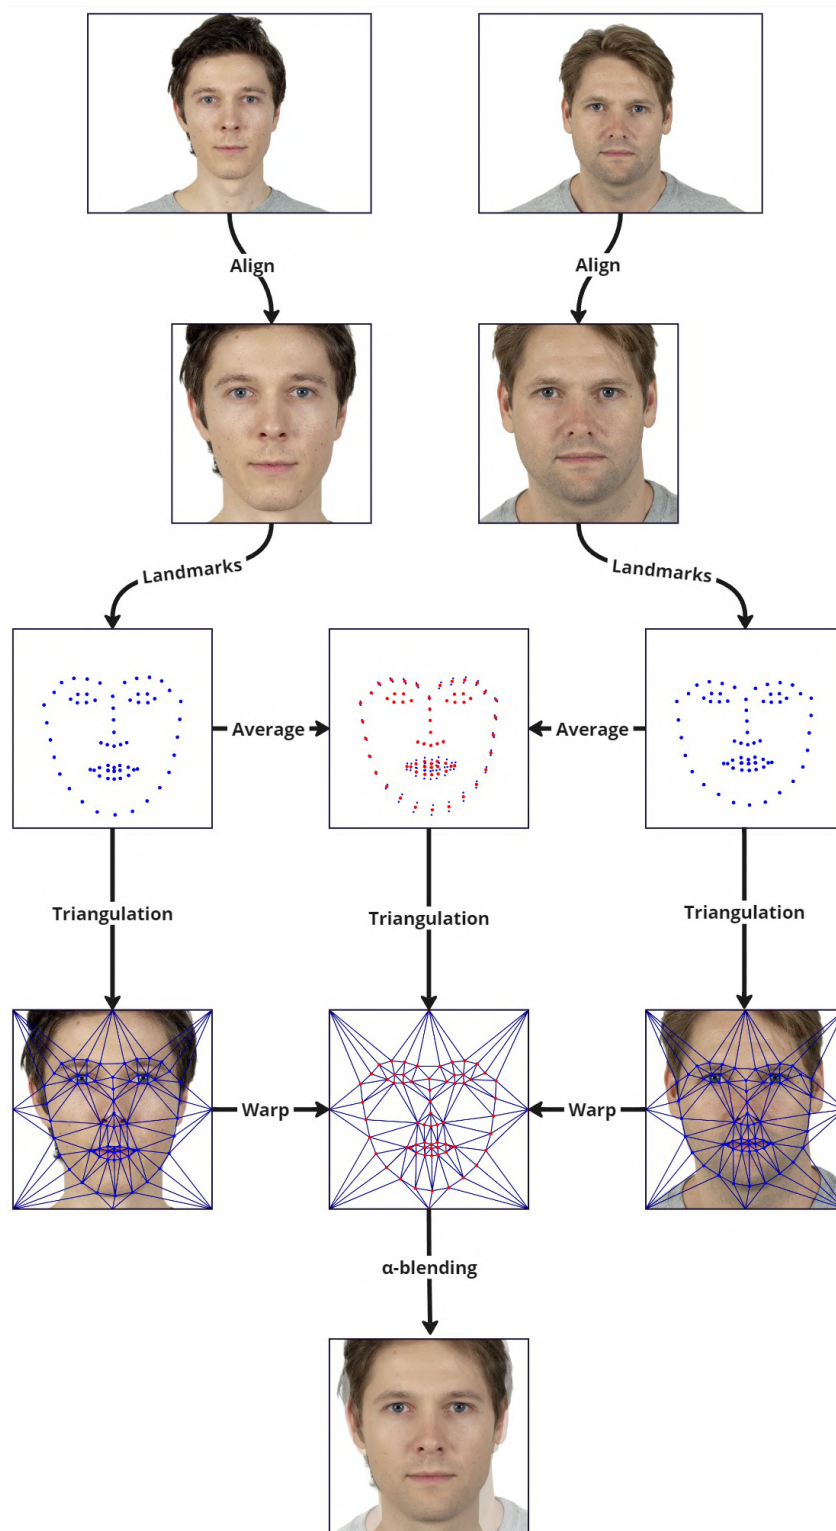 Align
Align
Landmarks
Landmarks
Average
Average
Triangulation
Triangulation
Triangulation
Warp
Warp
α-blending